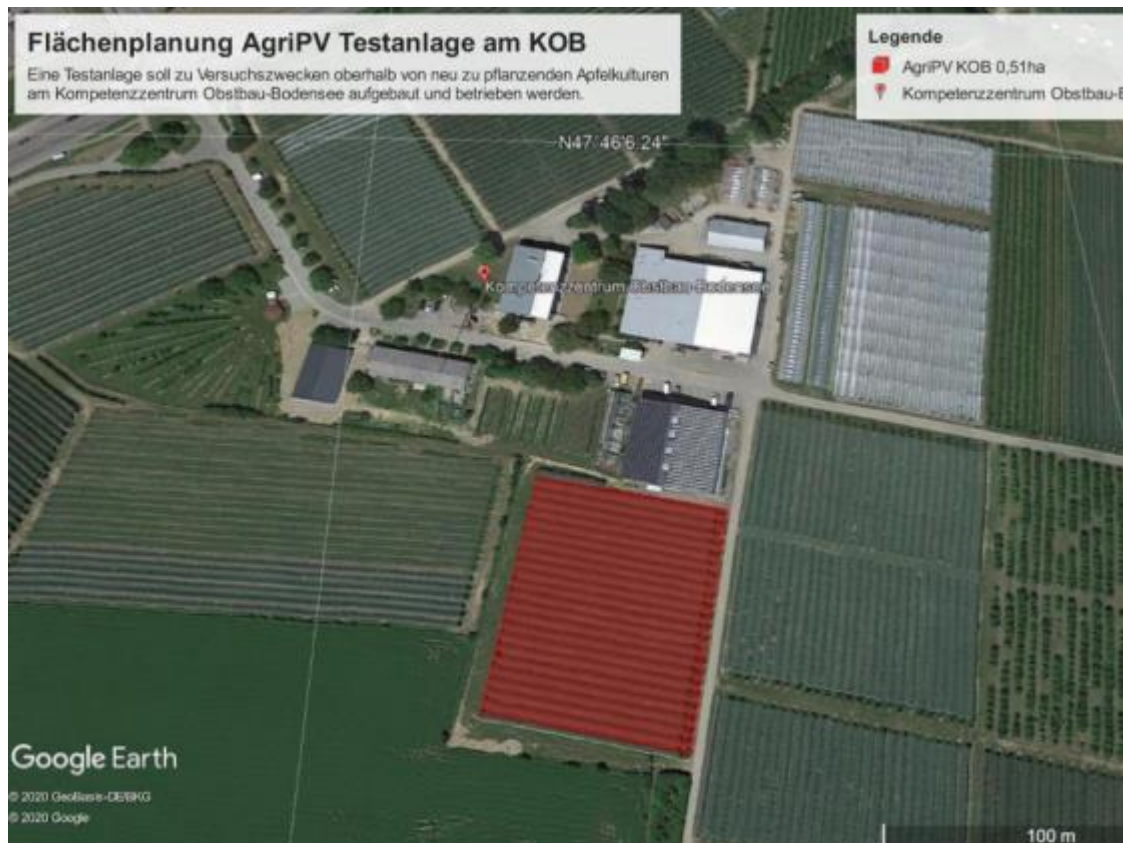 Flächenplanung AgriPV Testanlage am KOB
Eine Testanlage soll zu Versuchszwecken oberhalb von neu zu pflanzenden Apfelkulturen
am Kompetenzzentrum Obstbau-Bodensee aufgebaut und betrieben werden.
Legende
AgriPV KOB 0,51ha
Kompetenzzentrum Obstbau-B
N47°46'6.24"
Kompetenzzentrum Obstbau-Bodensee
Google Earth
© 2020 GeoBasis-DE/BKG
© 2020 Google
100 m